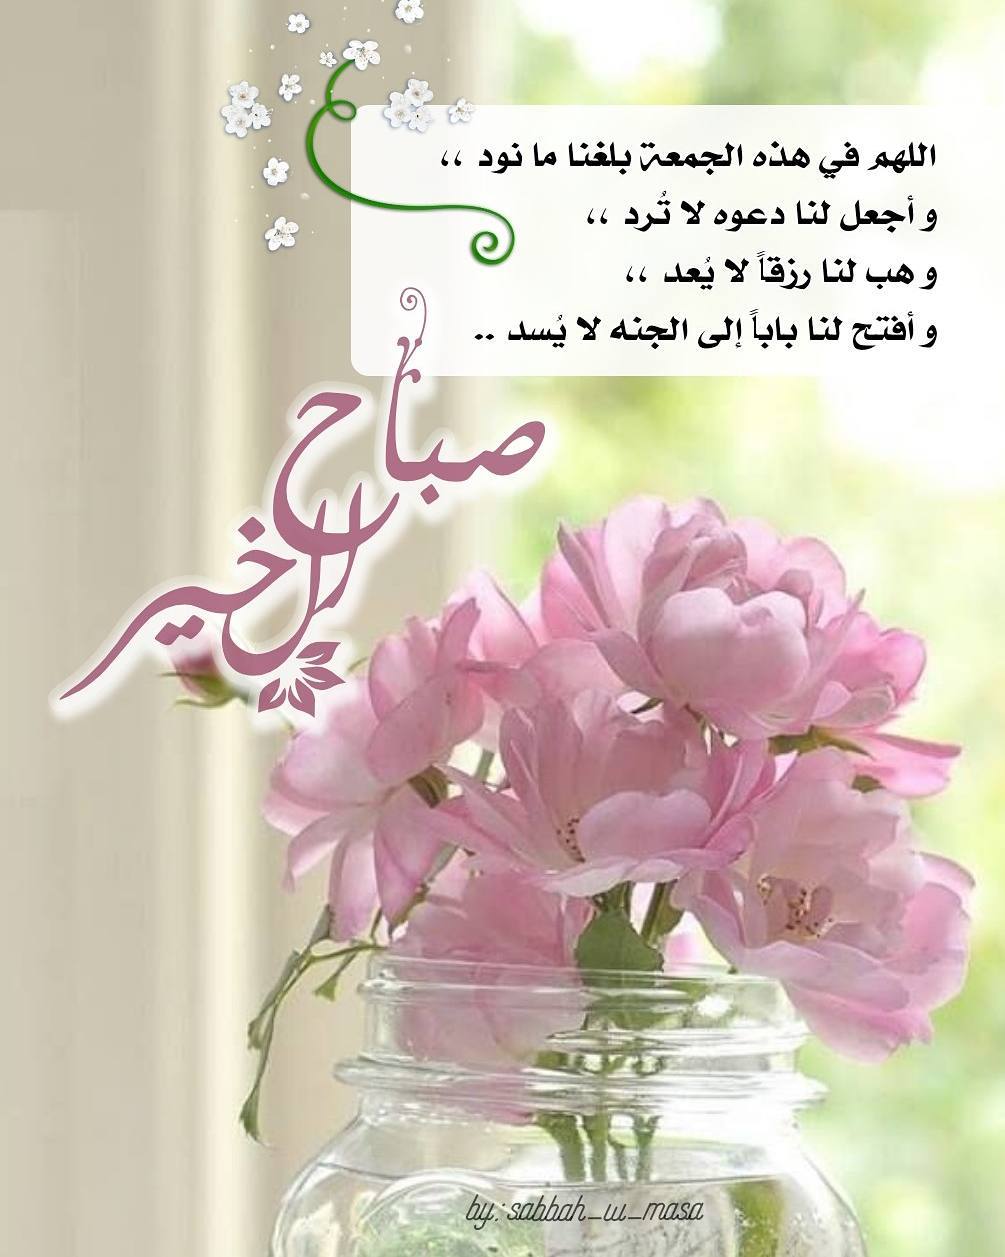 اللهم في هذه الجمعة بلغنا ما نود ،،
و أجعل لنا دعوه لا تُرد ،،
و هب لنا رزقاً لا يُعد ،،
و أفتح لنا باباً إلى الجنه لا يُسد ..
صباح
الخير
by: sabbah_w_masa